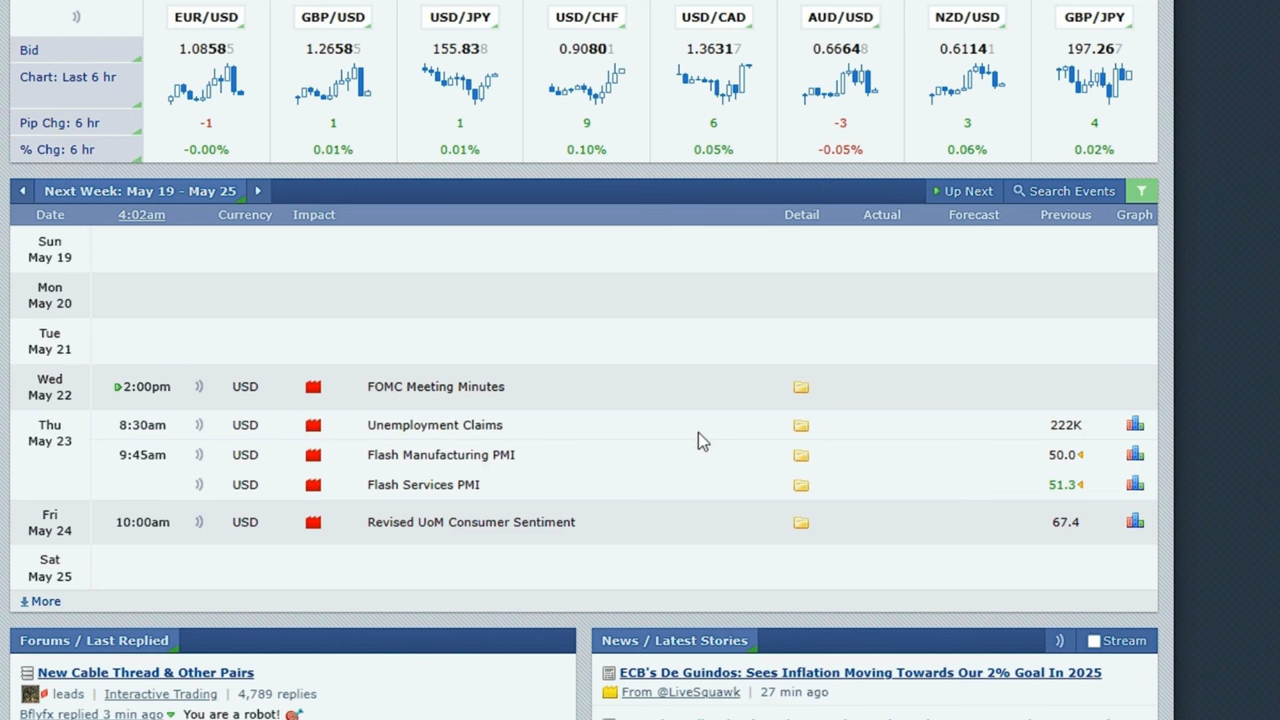 EUR/USD GBP/USD USD/JPY USD/CHF USD/CAD AUD/USD NZD/USD GBP/JPY
Bid 1.08585 1.26585 155.838 0.90801 1.36317 0.66648 0.61141 197.267
Chart: Last 6 hr
Pip Chg: 6 hr -1 1 1 9 6 -3 3 4
% Chg: 6 hr -0.00% 0.01% 0.01% 0.10% 0.05% -0.05% 0.06% 0.02%
Next Week: May 19 - May 25 Up Next Search Events
Date 4:02am Currency Impact Detail Actual Forecast Previous Graph
Sun
May 19
Mon
May 20
Tue
May 21
Wed
May 22
2:00pm USD FOMC Meeting Minutes
Thu
May 23
8:30am USD Unemployment Claims 222K
9:45am USD Flash Manufacturing PMI 50.0
USD Flash Services PMI 51.3
Fri
May 24
10:00am USD Revised UoM Consumer Sentiment 67.4
Sat
May 25
More
Forums / Last Replied
New Cable Thread & Other Pairs
leads | Interactive Trading | 4,789 replies
Bflyfx replied 3 min ago You are a robot!
News / Latest Stories Stream
ECB's De Guindos: Sees Inflation Moving Towards Our 2% Goal In 2025
From @LiveSquawk | 27 min ago